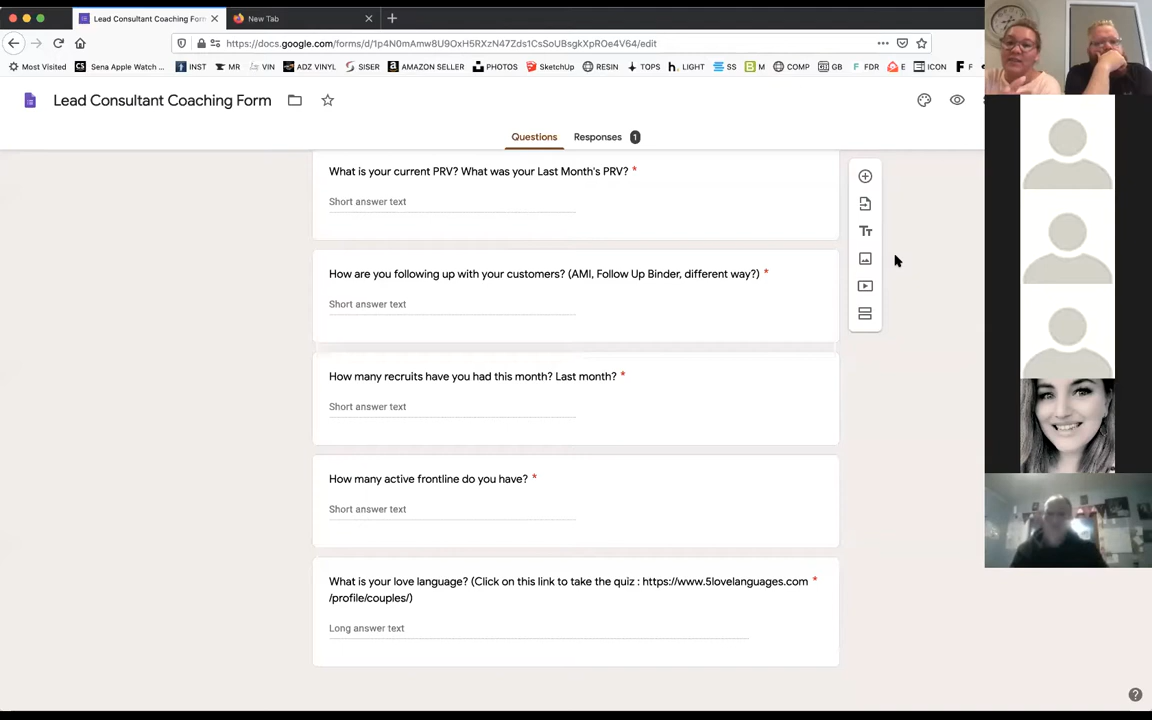 Lead Consultant Coaching Form
New Tab
https://docs.google.com/forms/d/1p4N0mAmw8U9OxH5RXzN47Zds1CsSoUBsgkXpROe4V64/edit
Most Visited
Sena Apple Watch ...
INST
MR
VIN
ADZ VINYL
SISER
AMAZON SELLER
PHOTOS
SketchUp
RESIN
TOPS
LIGHT
SS
M
COMP
GB
FDR
E
ICON
F
Lead Consultant Coaching Form
Questions
Responses 1
What is your current PRV? What was your Last Month's PRV? *
Short answer text
How are you following up with your customers? (AMI, Follow Up Binder, different way?) *
Short answer text
How many recruits have you had this month? Last month? *
Short answer text
How many active frontline do you have? *
Short answer text
What is your love language? (Click on this link to take the quiz : https://www.5lovelanguages.com *
/profile/couples/)
Long answer text